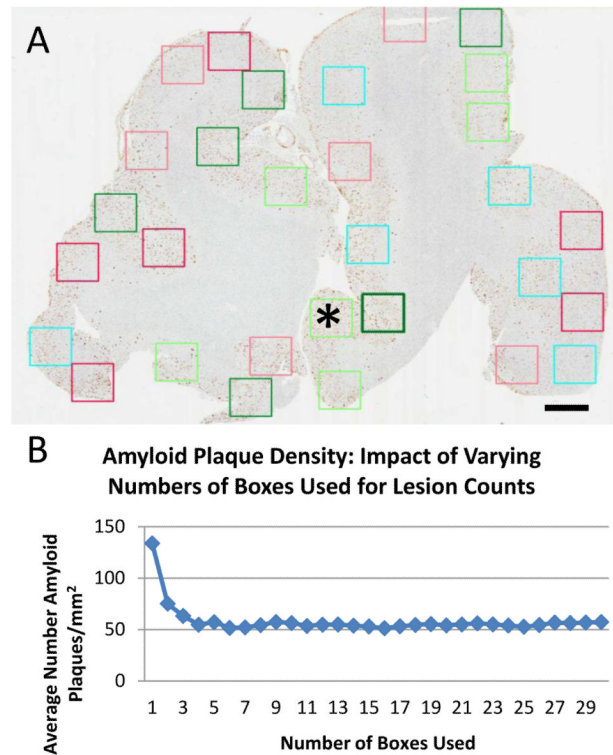 A
*
B
Amyloid Plaque Density: Impact of Varying
Numbers of Boxes Used for Lesion Counts
Average Number Amyloid
Plaques/mm²
150
100
50
0
1 3 5 7 9 11 13 15 17 19 21 23 25 27 29
Number of Boxes Used